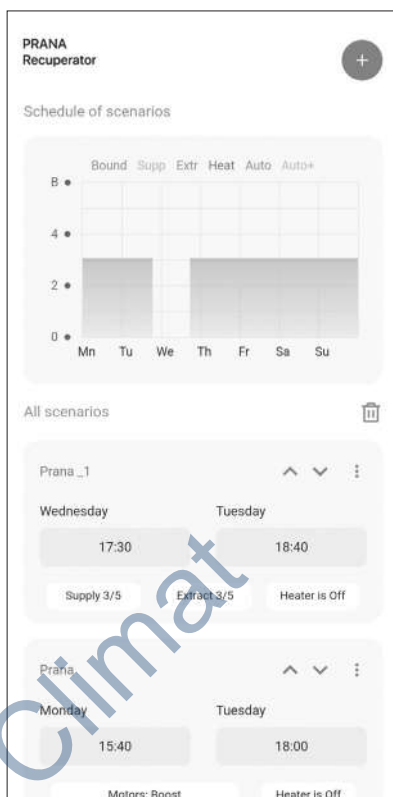 PRANA
Recuperator
+
Schedule of scenarios
Bound Supp Extr Heat Auto Auto+
B
4
2
0
Mn Tu We Th Fr Sa Su
All scenarios
Prana _1
Wednesday Tuesday
17:30 18:40
Supply 3/5 Extract 3/5 Heater is Off
Prana
Monday Tuesday
15:40 18:00
Motors: Boost Heater is Off
Climat